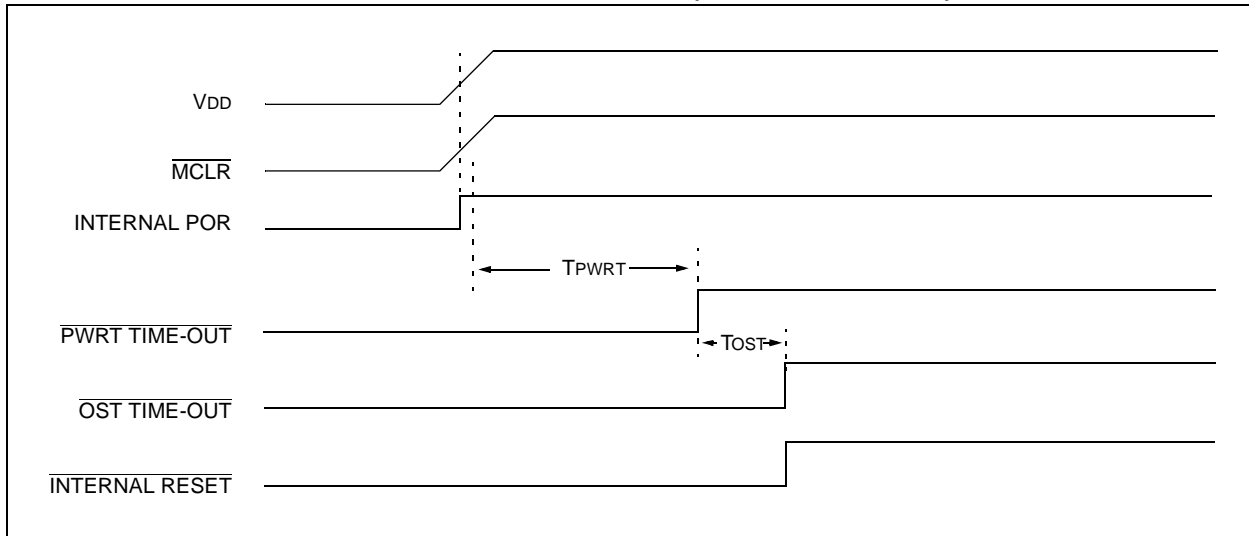 VDD
MCLR
INTERNAL POR
TPWRT
PWRT TIME-OUT
TOST
OST TIME-OUT
INTERNAL RESET